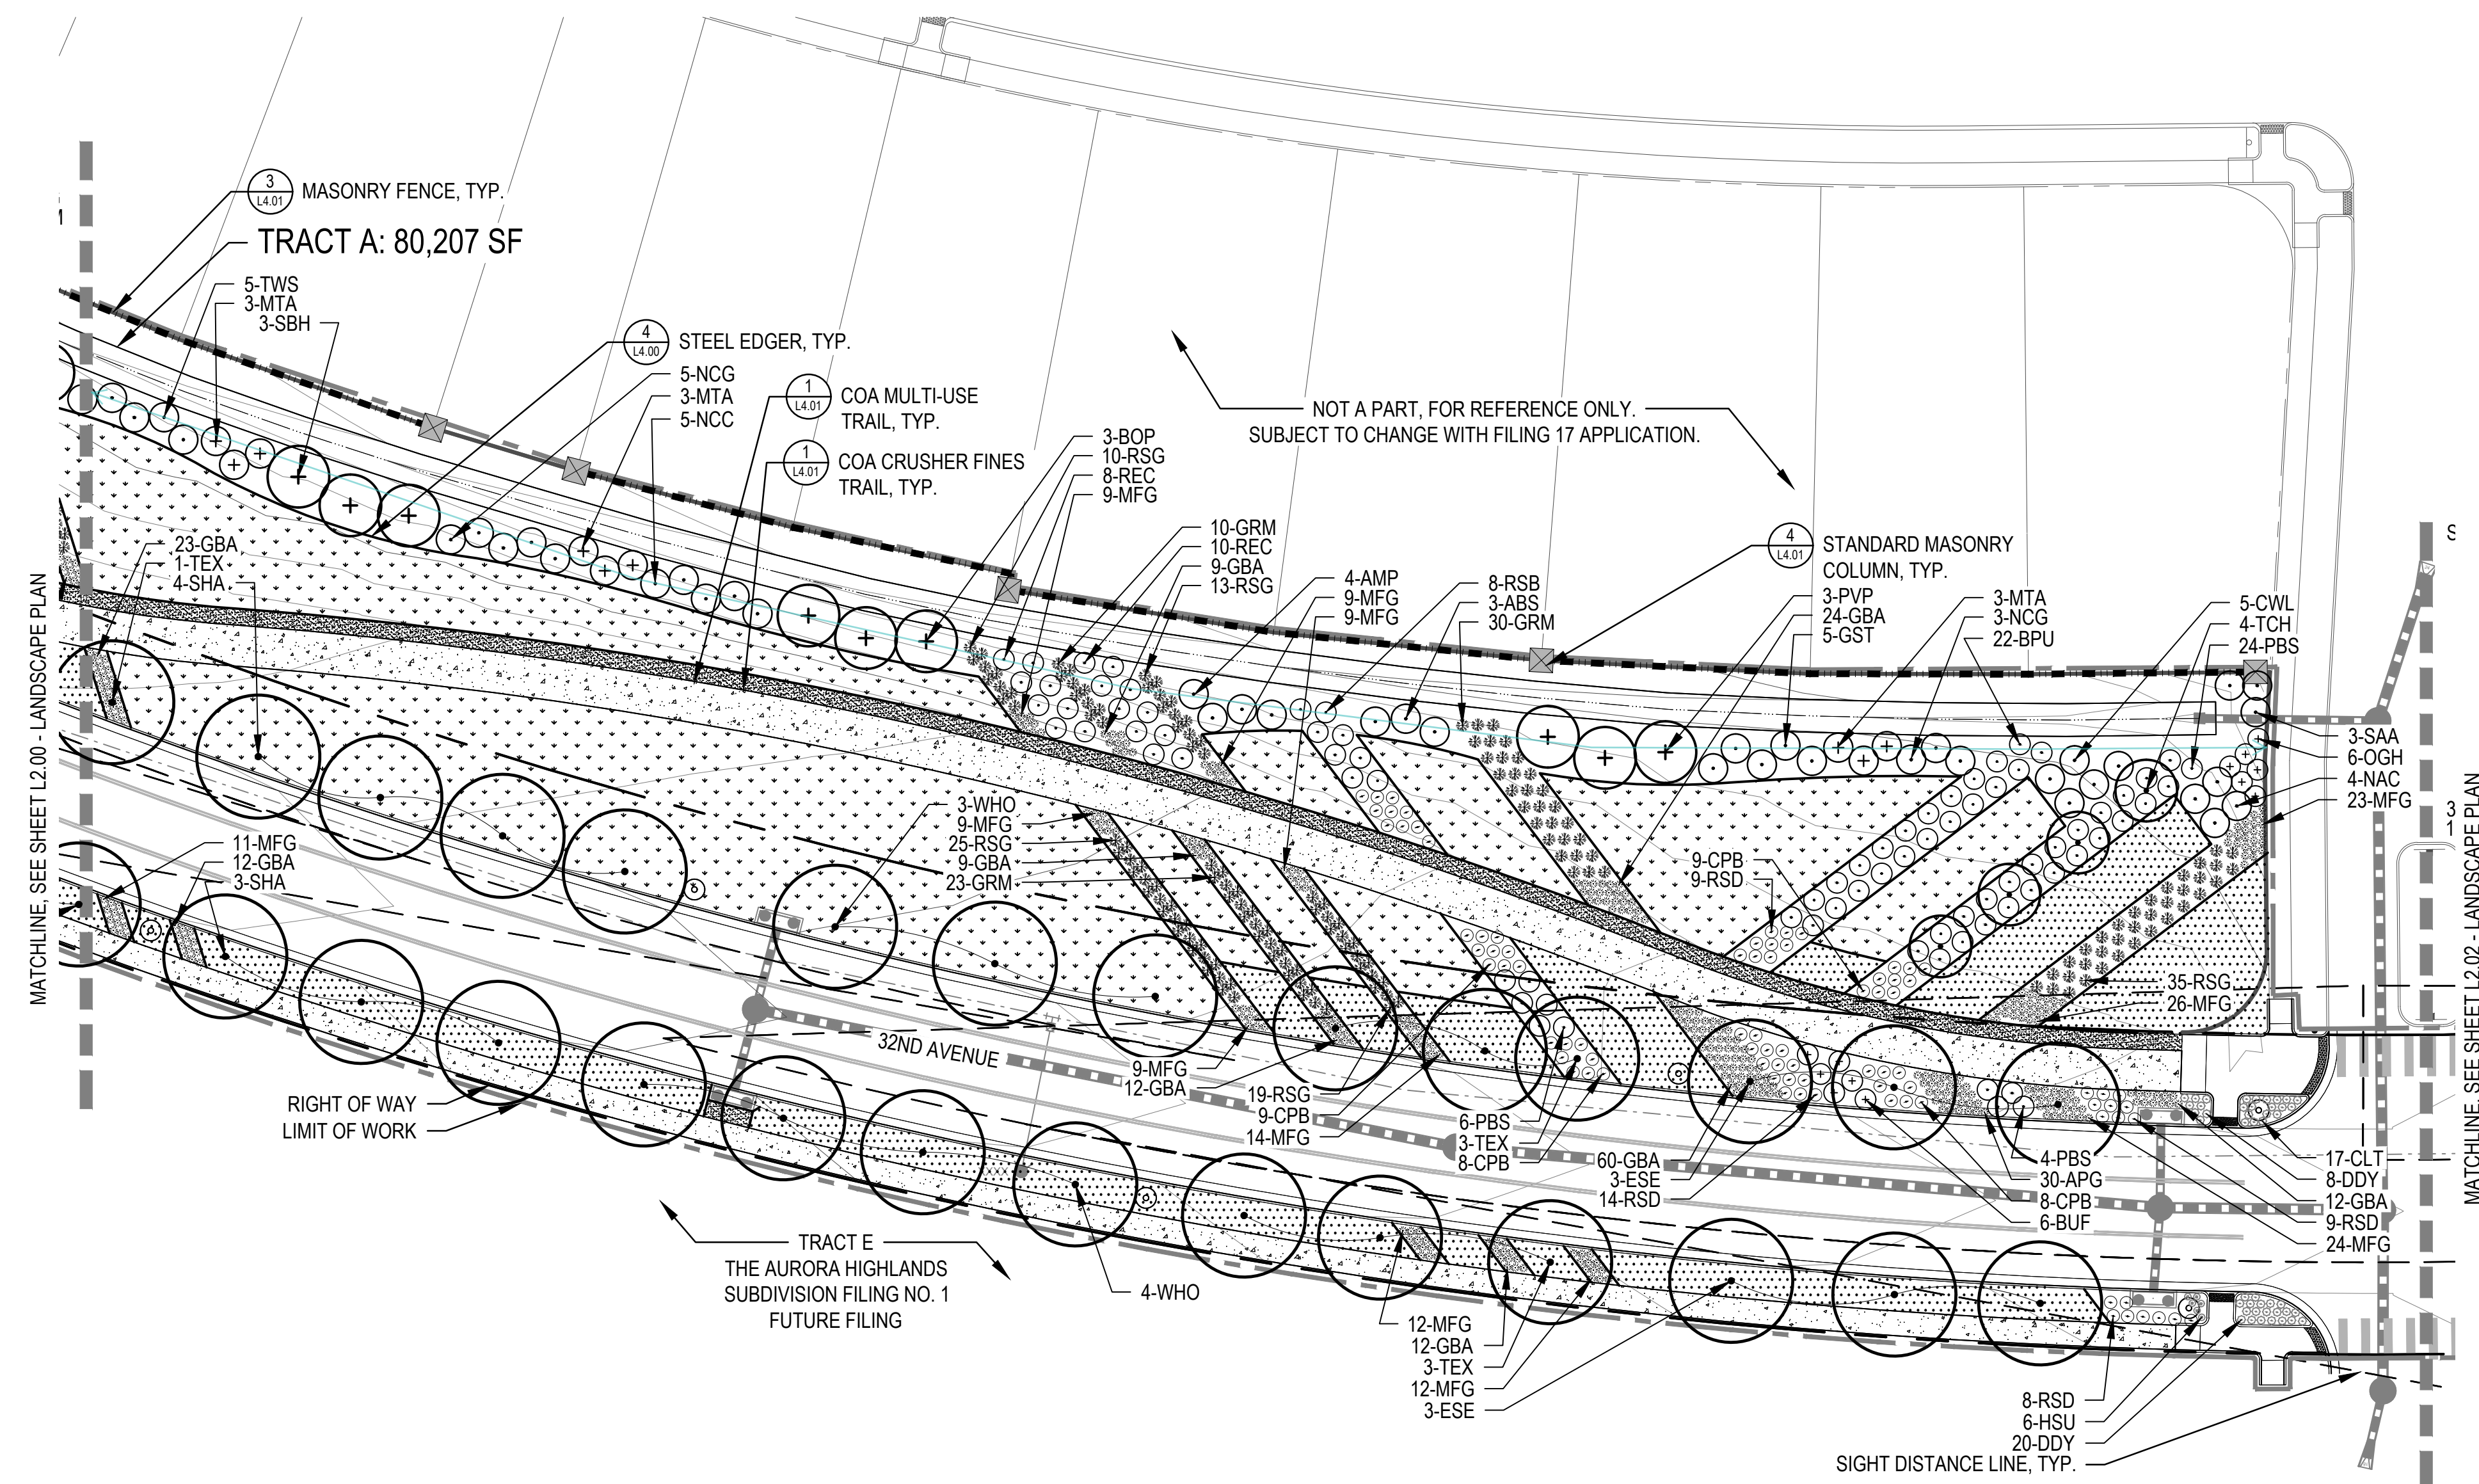 3
L4.01
MASONRY FENCE, TYP.
TRACT A: 80,207 SF
5-TWS
3-MTA
3-SBH
4
L4.00
STEEL EDGER, TYP.
5-NCG
3-MTA
5-NCC
1
L4.01
COA MULTI-USE
TRAIL, TYP.
1
L4.01
COA CRUSHER FINES
TRAIL, TYP.
NOT A PART, FOR REFERENCE ONLY.
SUBJECT TO CHANGE WITH FILING 17 APPLICATION.
3-BOP
10-RSG
8-REC
9-MFG
10-GRM
10-REC
9-GBA
13-RSG
4-AMP
9-MFG
9-MFG
8-RSB
3-ABS
30-GRM
4
L4.01
STANDARD MASONRY
COLUMN, TYP.
3-PVP
24-GBA
5-GST
3-MTA
3-NCG
22-BPU
5-CWL
4-TCH
24-PBS
3-SAA
6-OGH
4-NAC
23-MFG
23-GBA
1-TEX
4-SHA
MATCHLINE, SEE SHEET L2.00 - LANDSCAPE PLAN
11-MFG
12-GBA
3-SHA
3-WHO
9-MFG
25-RSG
9-GBA
23-GRM
9-CPB
9-RSD
35-RSG
26-MFG
MATCHLINE, SEE SHEET L2.02 - LANDSCAPE PLAN
32ND AVENUE
9-MFG
12-GBA
19-RSG
9-CPB
14-MFG
6-PBS
3-TEX
8-CPB
60-GBA
3-ESE
14-RSD
4-PBS
30-APG
8-CPB
6-BUF
17-CLT
8-DDY
12-GBA
9-RSD
24-MFG
RIGHT OF WAY
LIMIT OF WORK
TRACT E
THE AURORA HIGHLANDS
SUBDIVISION FILING NO. 1
FUTURE FILING
4-WHO
12-MFG
12-GBA
3-TEX
12-MFG
3-ESE
8-RSD
6-HSU
20-DDY
SIGHT DISTANCE LINE, TYP.